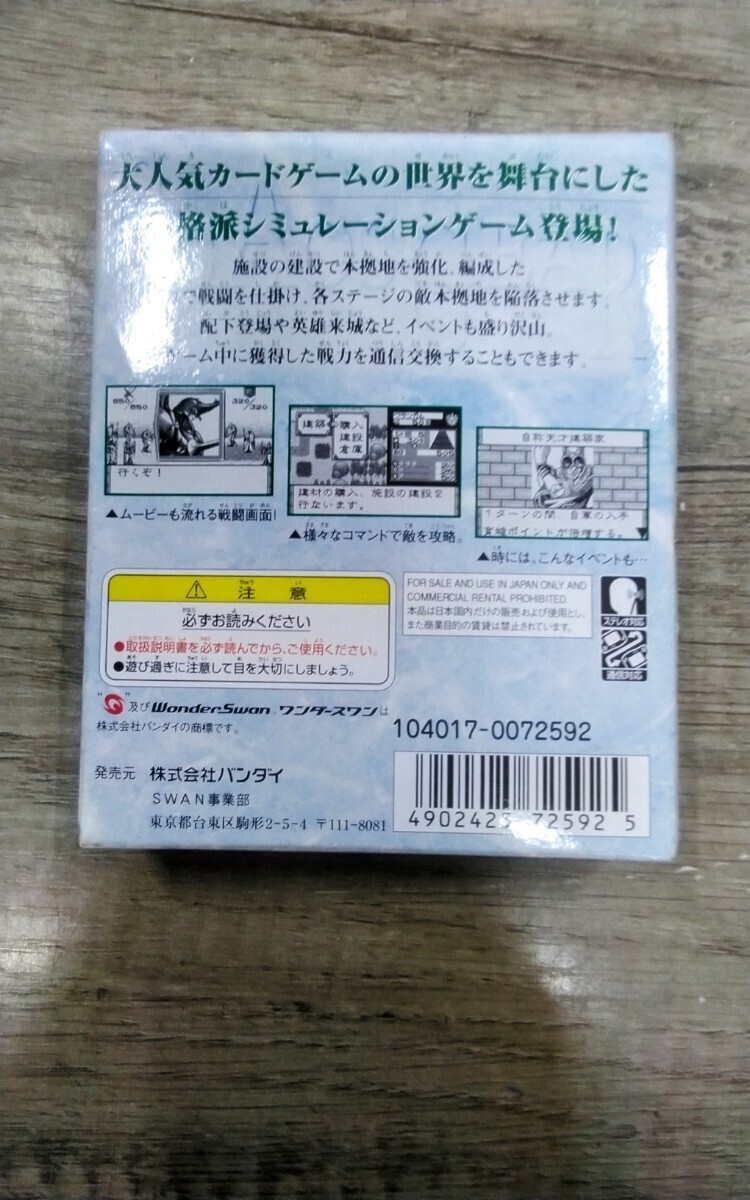 大人気カードゲームの世界を舞台にした
格派シミュレーションゲーム登場!
施設の建設で本拠地を強化、編成した
で戦闘を仕掛け、各ステージの敵本拠地を陥落させます。
配下登場や英雄来城など、イベントも盛り沢山。
ゲーム中に獲得した戦力を通信交換することもできます。
850/850
320/320
行くぞ!
▲ムービーも流れる戦闘画面!
建築
購入
建設
倉庫
建材の購入、施設の建設を
行ないます。
▲様々なコマンドで敵を攻略。
自称天才建築家
1ターンの間、自軍の入手
ポイントが倍増する。
▲時には、こんなイベントも…
注意
必ずお読みください
●取扱説明書を必ず読んでから、ご使用ください。
●遊び過ぎに注意して目を大切にしましょう。
FOR SALE AND USE IN JAPAN ONLY AND
COMMERCIAL RENTAL PROHIBITED.
本品は日本国内だけの販売および使用とし、
また商業目的の賃貸は禁止されています。
ステレオ対応
通信対応
" "及びWonderSwan、ワンダースワンは
株式会社バンダイの商標です。
104017-0072592
発売元 株式会社バンダイ
SWAN事業部
東京都台東区駒形2-5-4 〒111-8081
4902423 72592 5